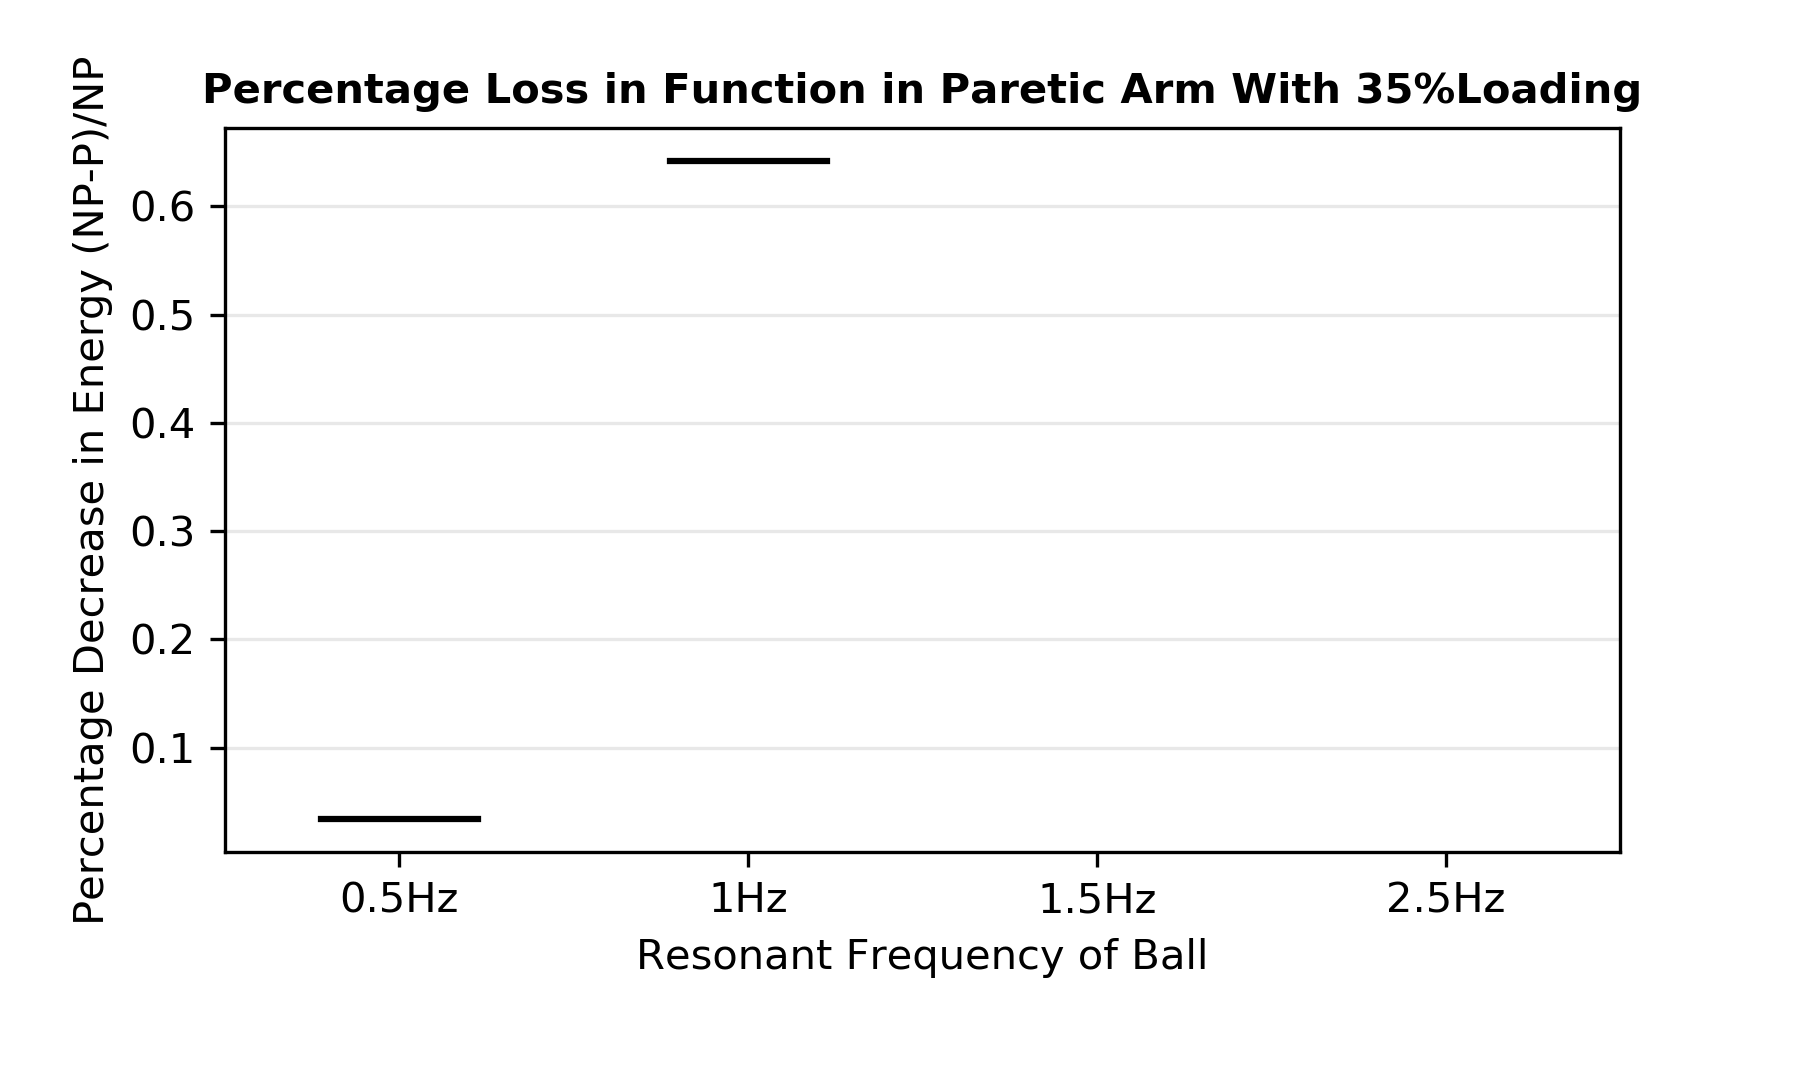 Percentage Loss in Function in Paretic Arm With 35%Loading
Percentage Decrease in Energy (NP-P)/NP
0.6
0.5
0.4
0.3
0.2
0.1
0.5Hz 1Hz 1.5Hz 2.5Hz
Resonant Frequency of Ball